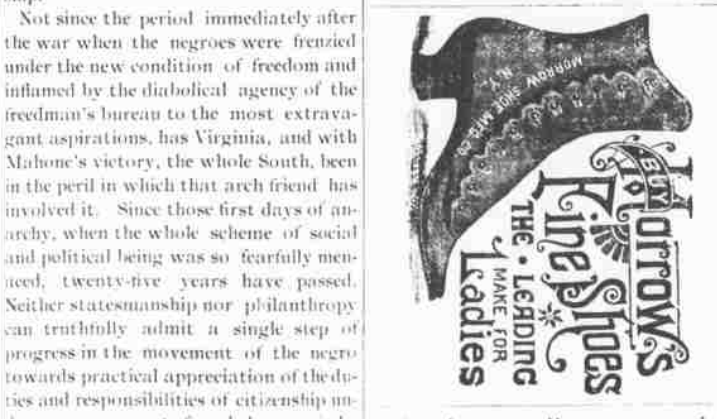 Not since the period immediately after
the war when the negroes were frenzied
under the new condition of freedom and
inflamed by the diabolical agency of the
freedman's bureau to the most extrava-
gant aspirations, has Virginia, and with
Mahone's victory, the whole South, been
in the peril in which that arch friend has
involved it. Since those first days of an-
archy, when the whole scheme of social
and political being was so fearfully men-
aced, twenty-five years have passed.
Neither statesmanship nor philanthropy
can truthfully admit a single step of
progress in the movement of the negro
towards practical appreciation of the du-
ties and responsibilities of citizenship un-
MORROW SHOE MFG. CO.
N.Y.
BUY
Morrow's
Fine Shoes
THE · LEADING
MAKE FOR
Ladies